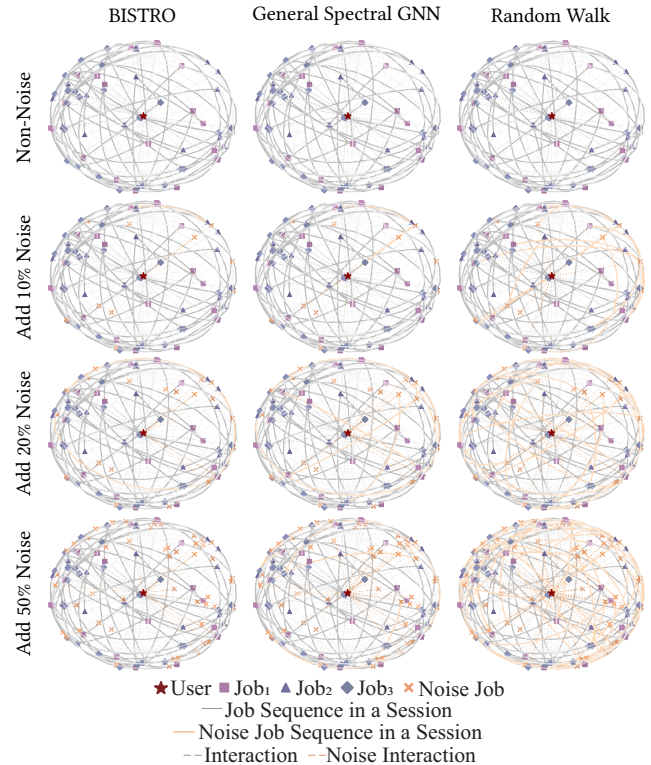 BISTRO General Spectral GNN Random Walk
Non-Noise
Add 10% Noise
Add 20% Noise
Add 50% Noise
User Job₁ Job₂ Job₃ Noise Job
Job Sequence in a Session
Noise Job Sequence in a Session
Interaction Noise Interaction